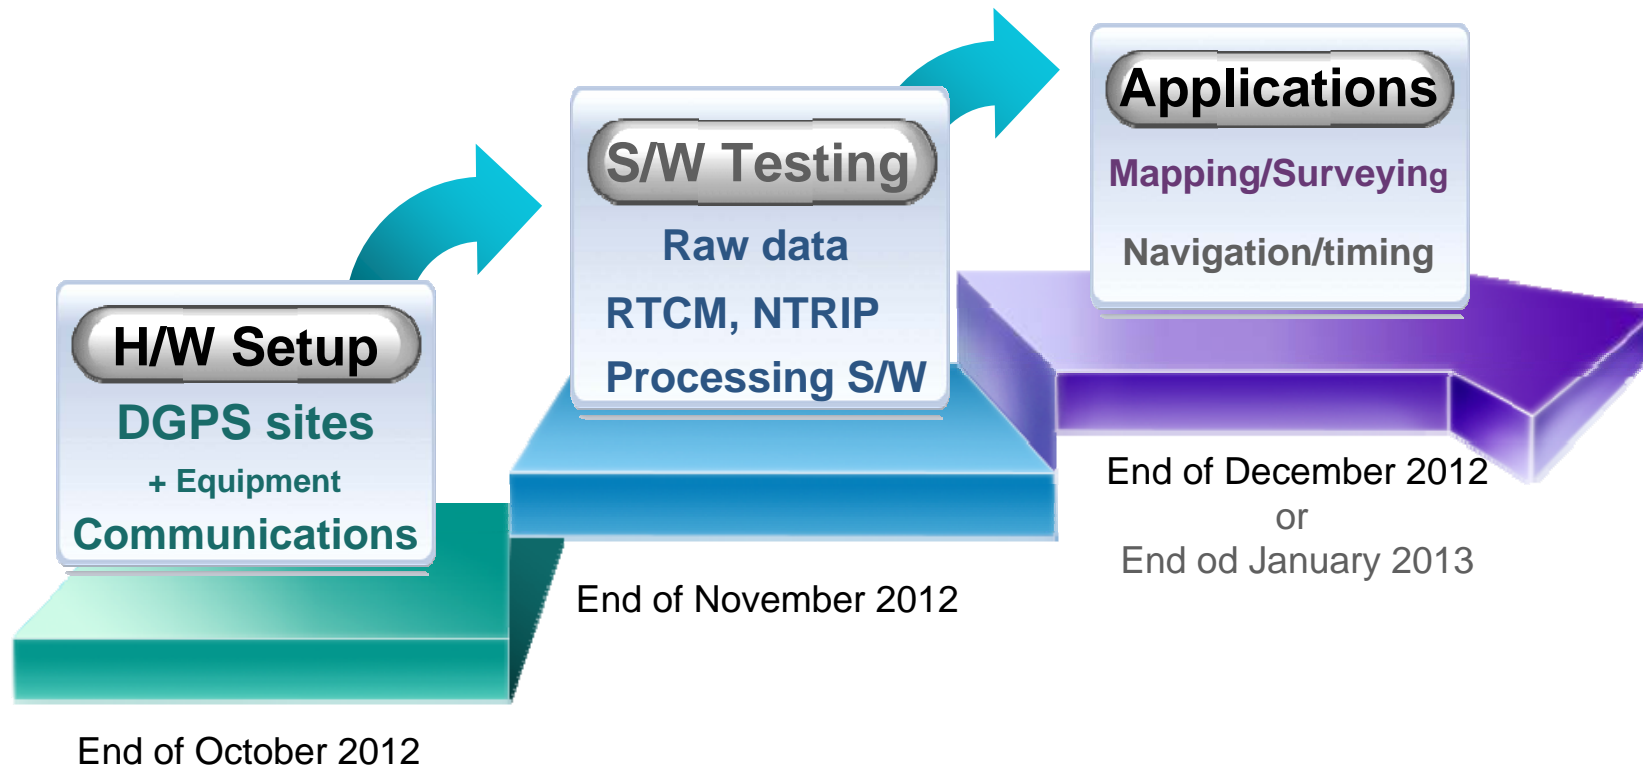 H/W Setup
DGPS sites
+ Equipment
Communications
End of October 2012
S/W Testing
Raw data
RTCM, NTRIP
Processing S/W
End of November 2012
Applications
Mapping/Surveying
Navigation/timing
End of December 2012
or
End od January 2013